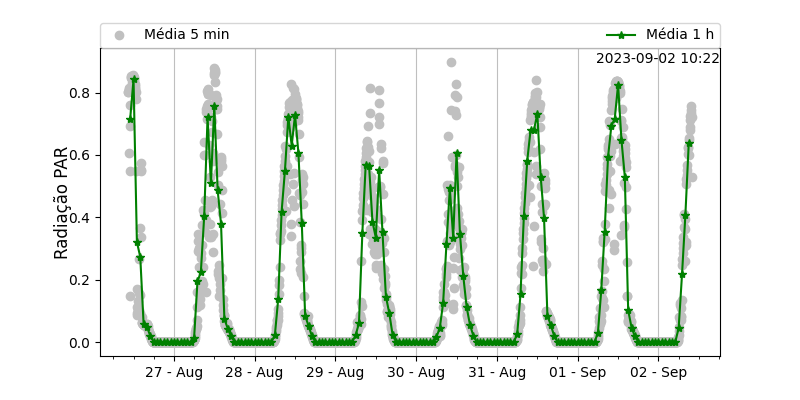 Média 5 min
Média 1 h
2023-09-02 10:22
Radiação PAR
0.8
0.6
0.4
0.2
0.0
27 - Aug
28 - Aug
29 - Aug
30 - Aug
31 - Aug
01 - Sep
02 - Sep